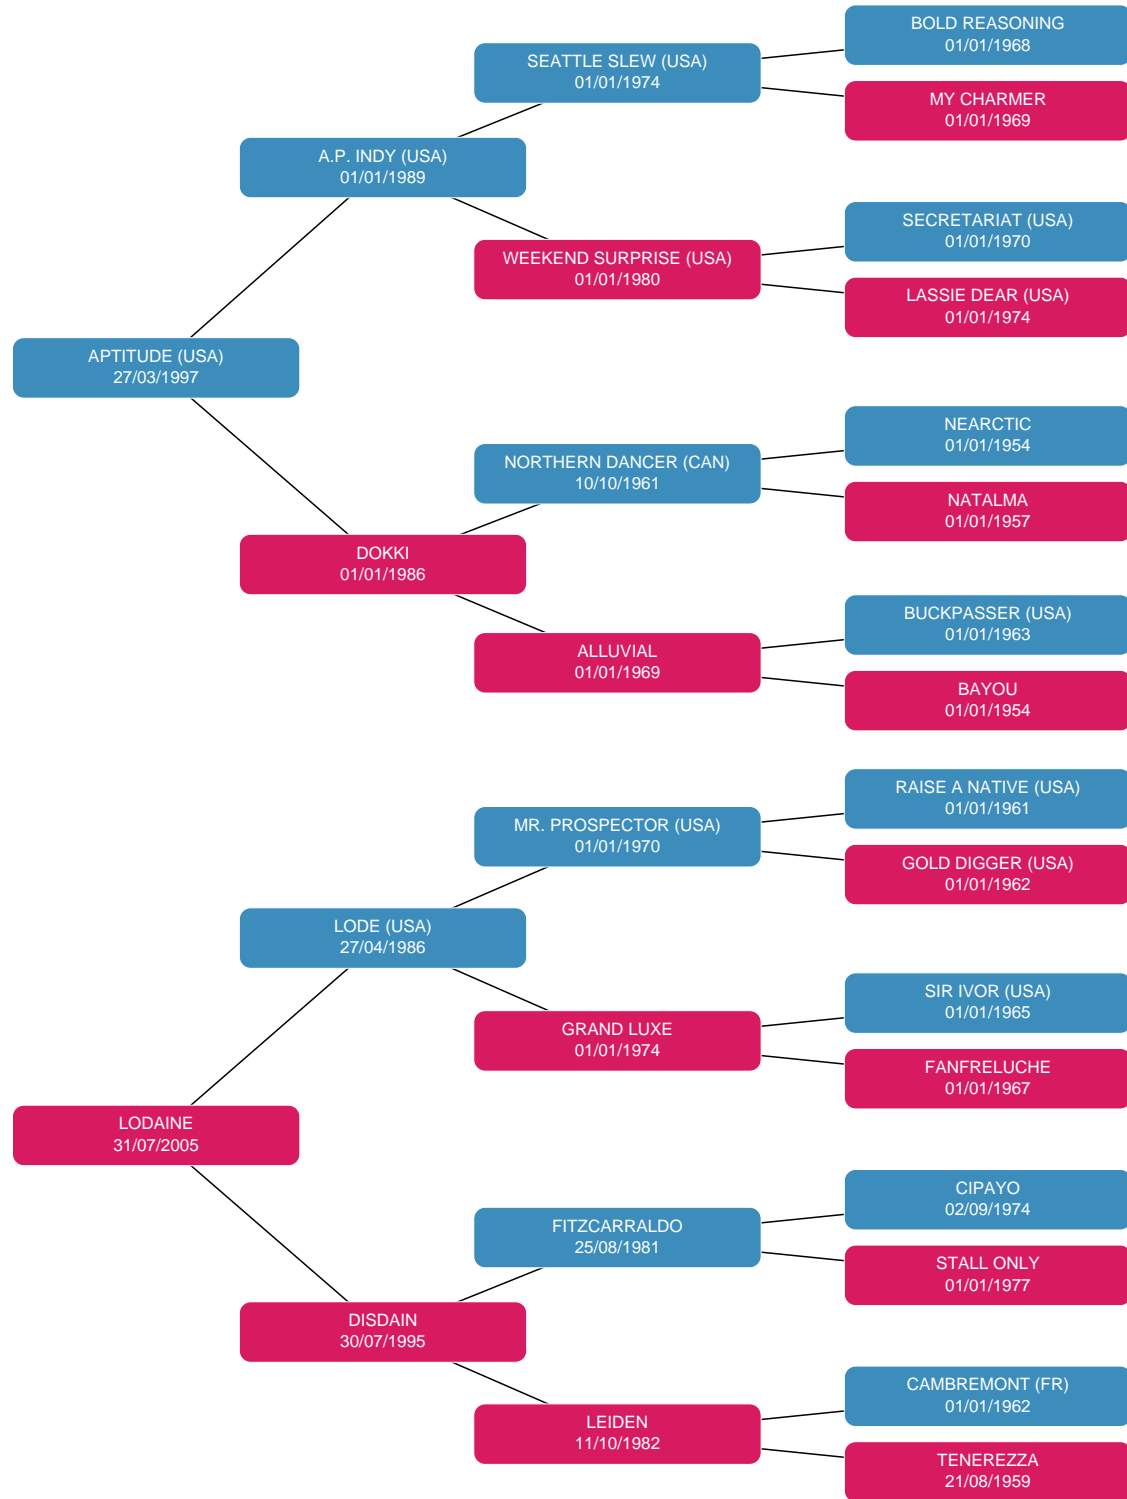 BOLD REASONING
01/01/1968
SEATTLE SLEW (USA)
01/01/1974
MY CHARMER
01/01/1969
A.P. INDY (USA)
01/01/1989
SECRETARIAT (USA)
01/01/1970
WEEKEND SURPRISE (USA)
01/01/1980
LASSIE DEAR (USA)
01/01/1974
APTITUDE (USA)
27/03/1997
NEARCTIC
01/01/1954
NORTHERN DANCER (CAN)
10/10/1961
NATALMA
01/01/1957
DOKKI
01/01/1986
BUCKPASSER (USA)
01/01/1963
ALLUVIAL
01/01/1969
BAYOU
01/01/1954
RAISE A NATIVE (USA)
01/01/1961
MR. PROSPECTOR (USA)
01/01/1970
GOLD DIGGER (USA)
01/01/1962
LODE (USA)
27/04/1986
SIR IVOR (USA)
01/01/1965
GRAND LUXE
01/01/1974
FANFRELUCHE
01/01/1967
LODAINE
31/07/2005
CIPAYO
02/09/1974
FITZCARRALDO
25/08/1981
STALL ONLY
01/01/1977
DISDAIN
30/07/1995
CAMBREMONT (FR)
01/01/1962
LEIDEN
11/10/1982
TENEREZZA
21/08/1959